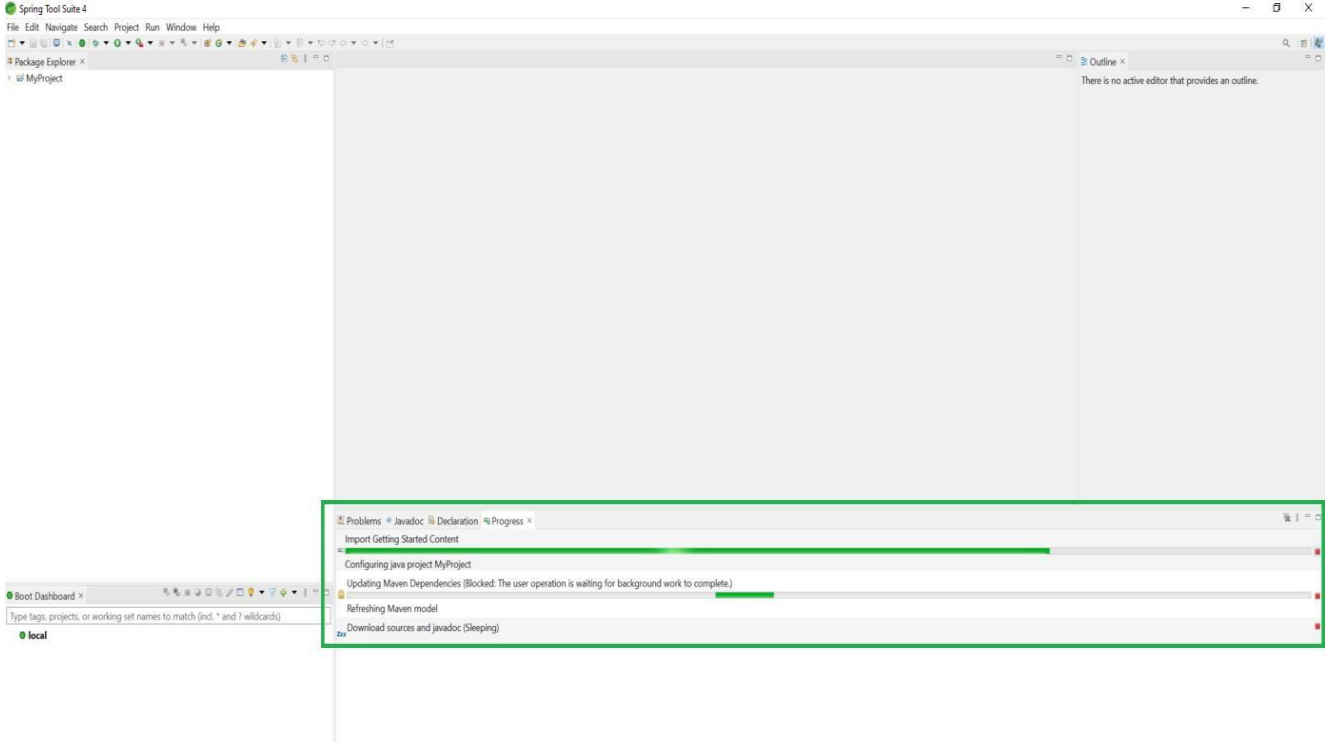 Spring Tool Suite 4
File Edit Navigate Search Project Run Window Help
Package Explorer
MyProject
Outline
There is no active editor that provides an outline.
Problems Javadoc Declaration Progress
Import Getting Started Content
Configuring java project MyProject
Updating Maven Dependencies (Blocked: The user operation is waiting for background work to complete.)
Refreshing Maven model
Zzz Download sources and javadoc (Sleeping)
Boot Dashboard
Type tags, projects, or working set names to match (incl. * and ? wildcards)
local